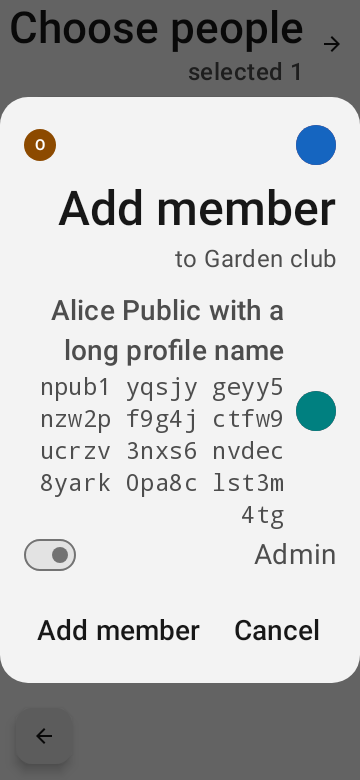 Choose people
selected 1
O
Add member
to Garden club
Alice Public with a
long profile name
npub1 yqsjy geyy5
nzw2p f9g4j ctfw9
ucrzv 3nxs6 nvdec
8yark 0pa8c lst3m
4tg
Admin
Add member
Cancel